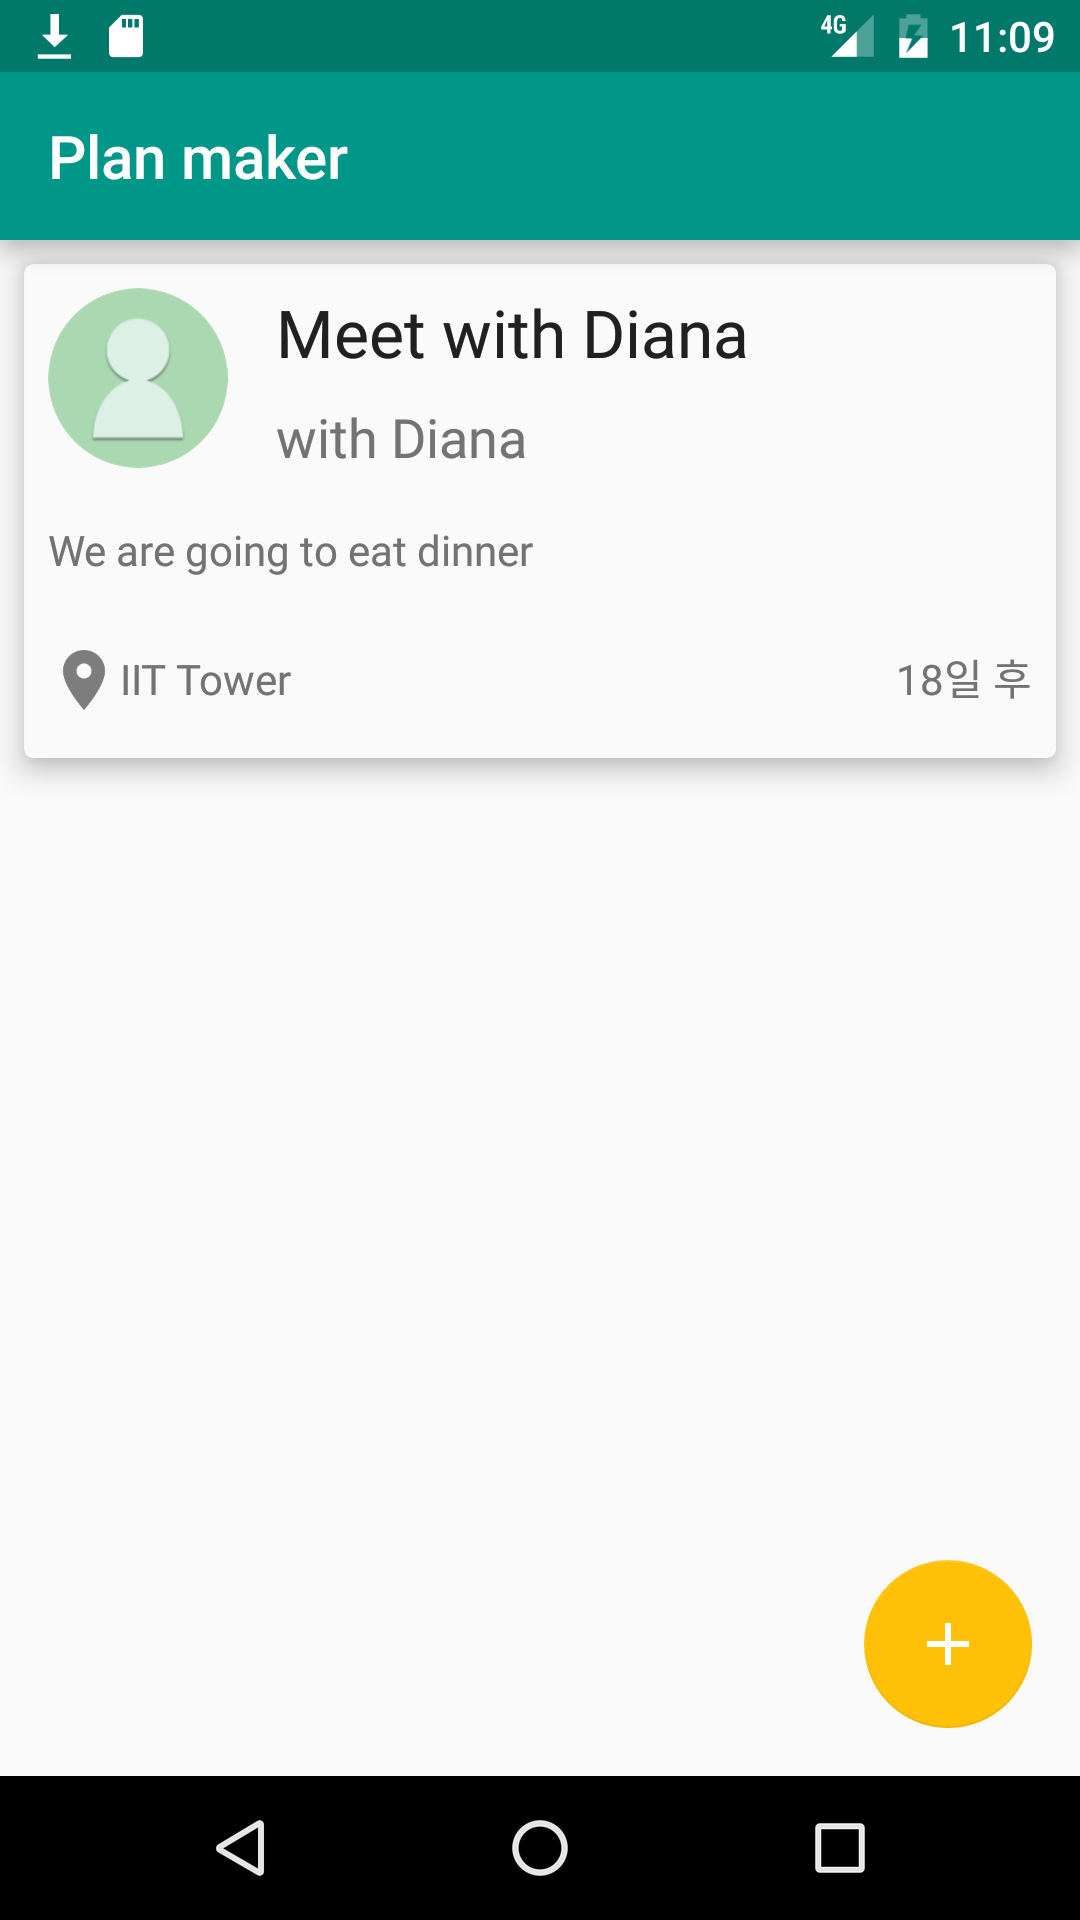 4G 11:09
Plan maker
Meet with Diana
with Diana
We are going to eat dinner
IIT Tower 18일 후